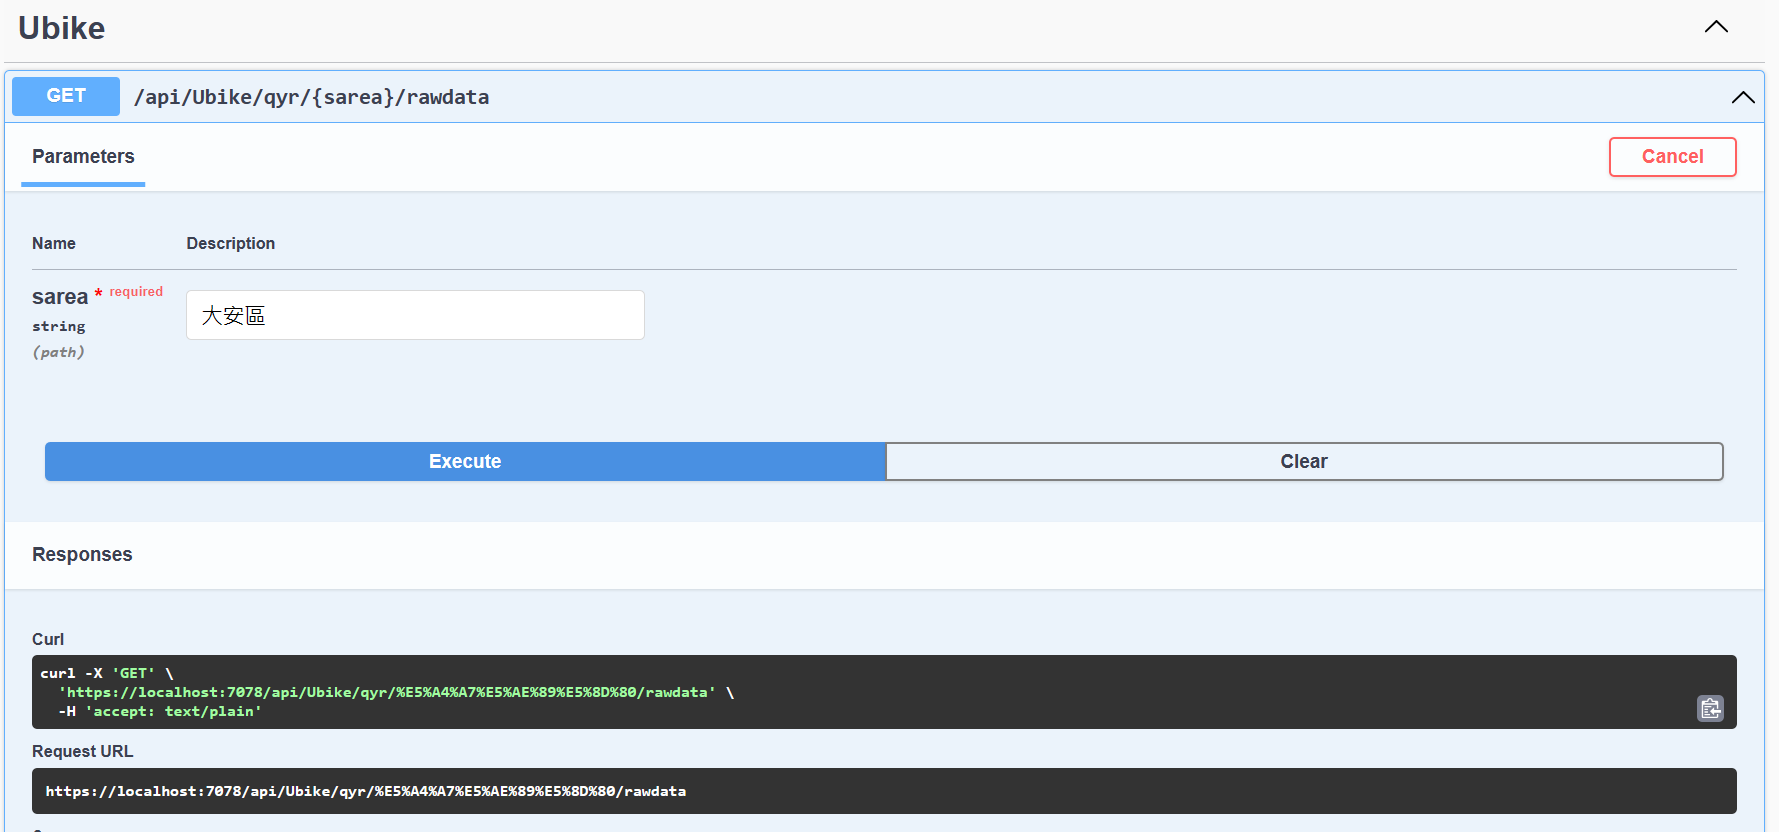 Ubike
GET /api/Ubike/qyr/{sarea}/rawdata
Parameters
Cancel
Name Description
sarea * required
string
(path)
大安區
Execute
Clear
Responses
Curl
curl -X 'GET' \
'https://localhost:7078/api/Ubike/qyr/%E5%A4%A7%E5%AE%89%E5%8D%80/rawdata' \
-H 'accept: text/plain'
Request URL
https://localhost:7078/api/Ubike/qyr/%E5%A4%A7%E5%AE%89%E5%8D%80/rawdata